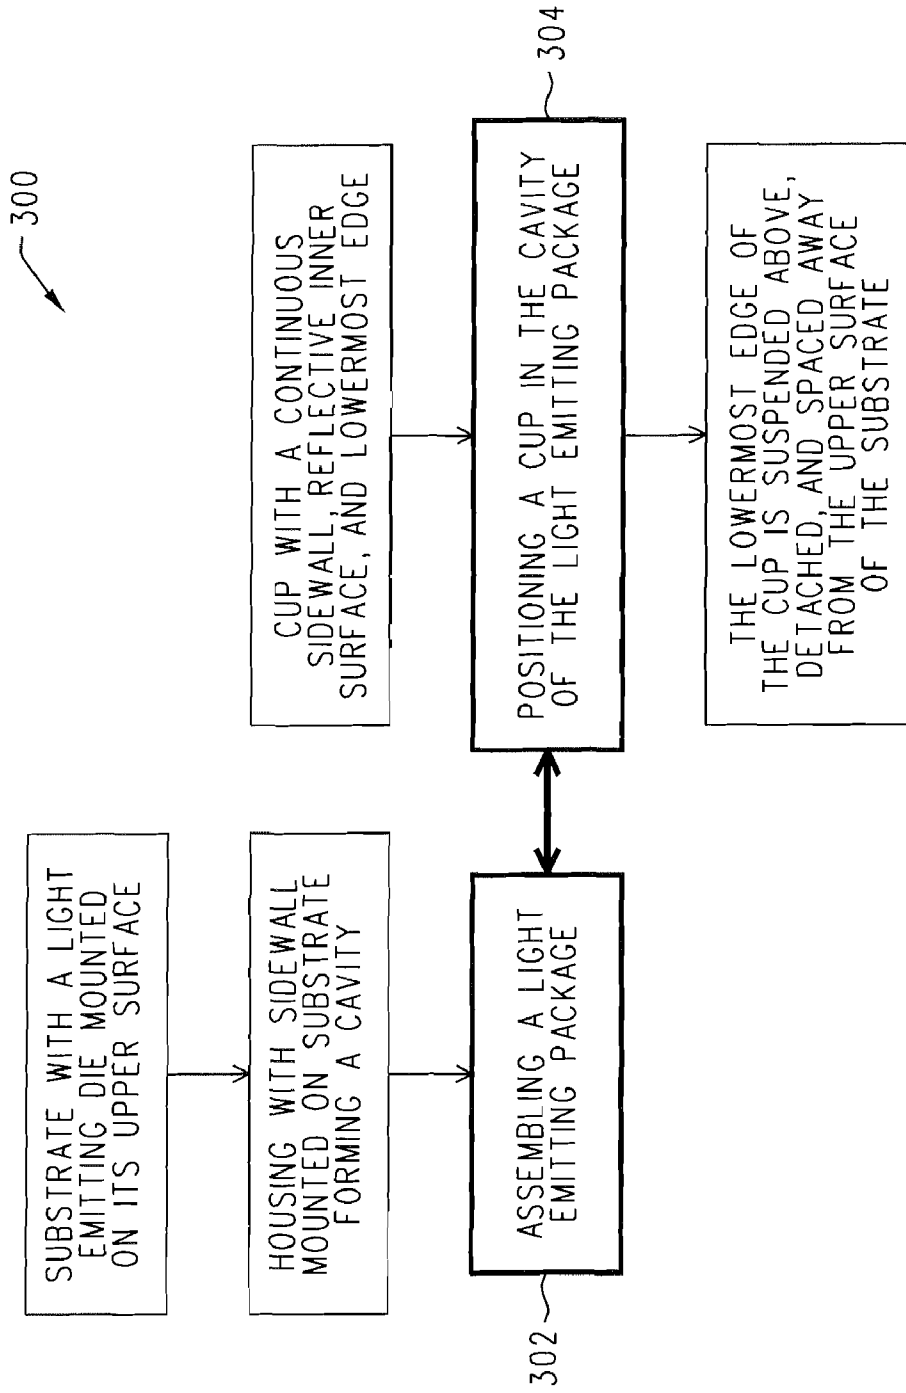 300
SUBSTRATE WITH A LIGHT
EMITTING DIE MOUNTED
ON ITS UPPER SURFACE
HOUSING WITH SIDEWALL
MOUNTED ON SUBSTRATE
FORMING A CAVITY
ASSEMBLING A LIGHT
EMITTING PACKAGE
302
CUP WITH A CONTINUOUS
SIDEWALL, REFLECTIVE INNER
SURFACE, AND LOWERMOST EDGE
POSITIONING A CUP IN THE CAVITY
OF THE LIGHT EMITTING PACKAGE
304
THE LOWERMOST EDGE OF
THE CUP IS SUSPENDED ABOVE,
DETACHED, AND SPACED AWAY
FROM THE UPPER SURFACE
OF THE SUBSTRATE